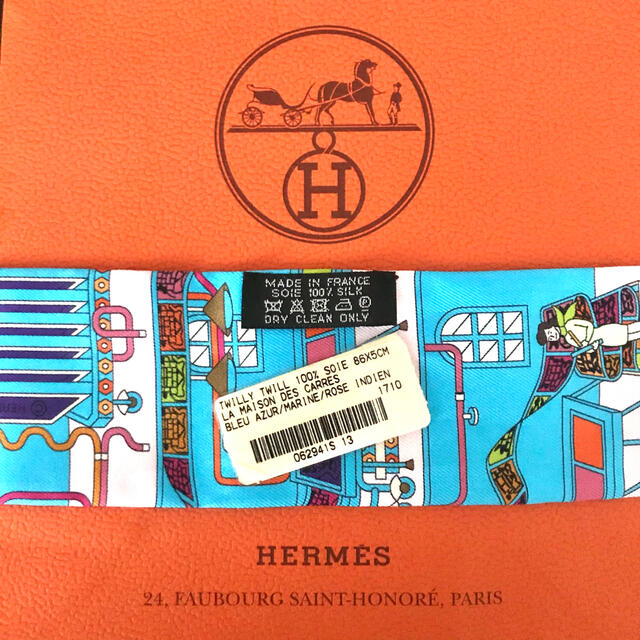 H
MADE IN FRANCE
SOIE 100% SILK
DRY CLEAN ONLY
TWILLY TWILL 100% SOIE 86X5CM
LA MAISON DES CARRÉS
BLEU AZUR/MARINE/ROSE INDIEN
1710
062941S 13
HERMÈS
24, FAUBOURG SAINT-HONORÉ, PARIS